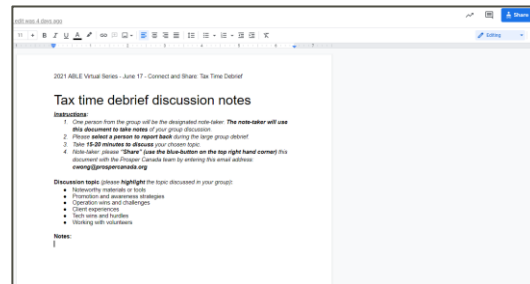 edit was 4 days ago
Share
11 + B I U A
Editing
2021 ABLE Virtual Series - June 17 - Connect and Share: Tax Time Debrief
Tax time debrief discussion notes
Instructions:
1. One person from the group will be the designated note-taker. The note-taker will use
this document to take notes of your group discussion.
2. Please select a person to report back during the large group debrief.
3. Take 15-20 minutes to discuss your chosen topic.
4. Note-taker: please "Share" (use the blue-button on the top right hand corner) this
document with the Prosper Canada team by entering this email address:
owong@prospercanada.org
Discussion topic (please highlight the topic discussed in your group):
● Noteworthy materials or tools
● Promotion and awareness strategies
● Operation wins and challenges
● Client experiences
● Tech wins and hurdles
● Working with volunteers
Notes: